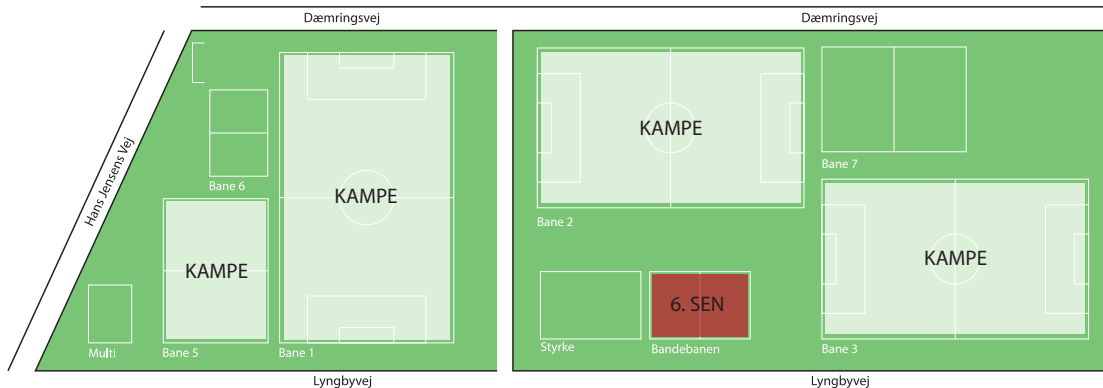 Dæmringsvej
Dæmringsvej
Hans Jensens Vej
KAMPE
Bane 2
Bane 7
Bane 6
KAMPE
KAMPE
Multi
Bane 5
Bane 1
6. SEN
Styrke
Bandebanen
KAMPE
Bane 3
Lyngbyvej
Lyngbyvej